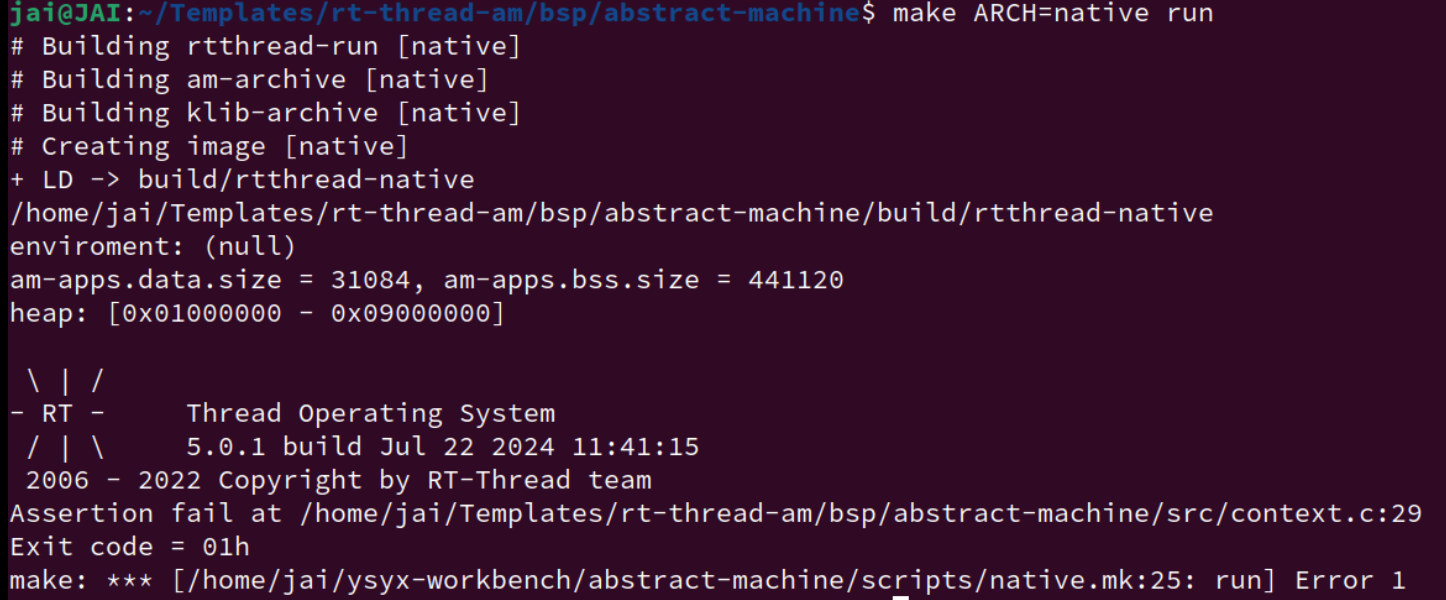 jai@JAI:~/Templates/rt-thread-am/bsp/abstract-machine$ make ARCH=native run
# Building rtthread-run [native]
# Building am-archive [native]
# Building klib-archive [native]
# Creating image [native]
+ LD -> build/rtthread-native
/home/jai/Templates/rt-thread-am/bsp/abstract-machine/build/rtthread-native
enviroment: (null)
am-apps.data.size = 31084, am-apps.bss.size = 441120
heap: [0x01000000 - 0x09000000]

 \ | /
- RT -     Thread Operating System
 / | \     5.0.1 build Jul 22 2024 11:41:15
 2006 - 2022 Copyright by RT-Thread team
Assertion fail at /home/jai/Templates/rt-thread-am/bsp/abstract-machine/src/context.c:29
Exit code = 01h
make: *** [/home/jai/ysyx-workbench/abstract-machine/scripts/native.mk:25: run] Error 1